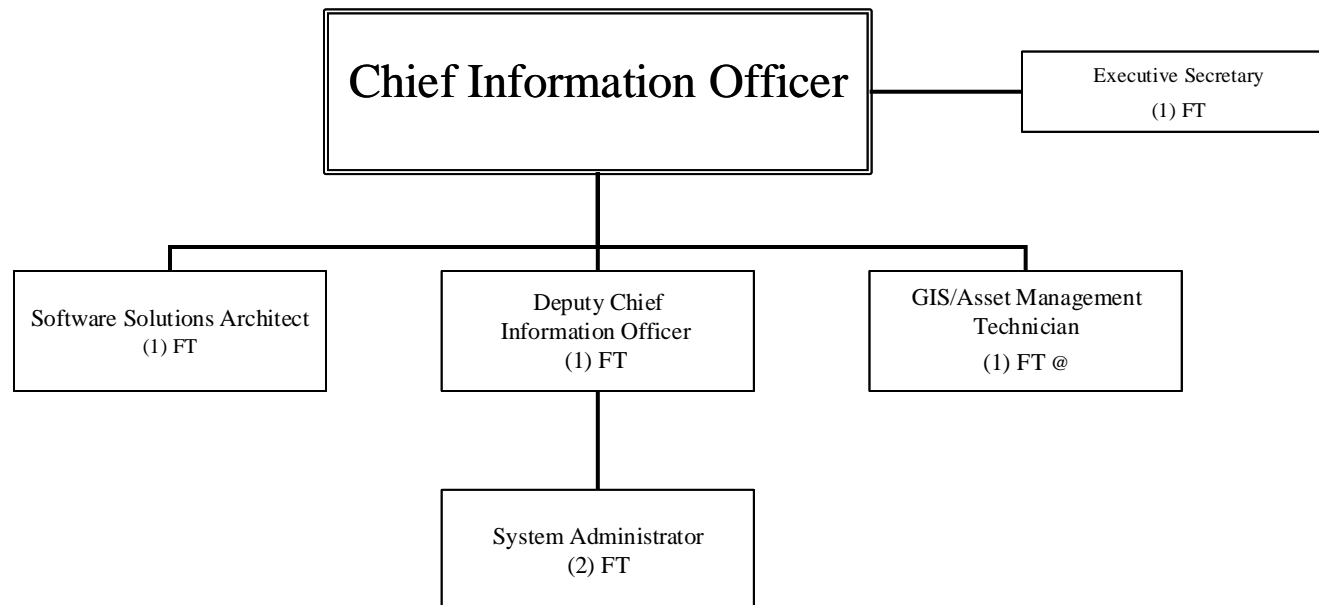 Chief Information Officer
Executive Secretary
(1) FT
Software Solutions Architect
(1) FT
Deputy Chief
Information Officer
(1) FT
GIS/Asset Management
Technician
(1) FT @
System Administrator
(2) FT